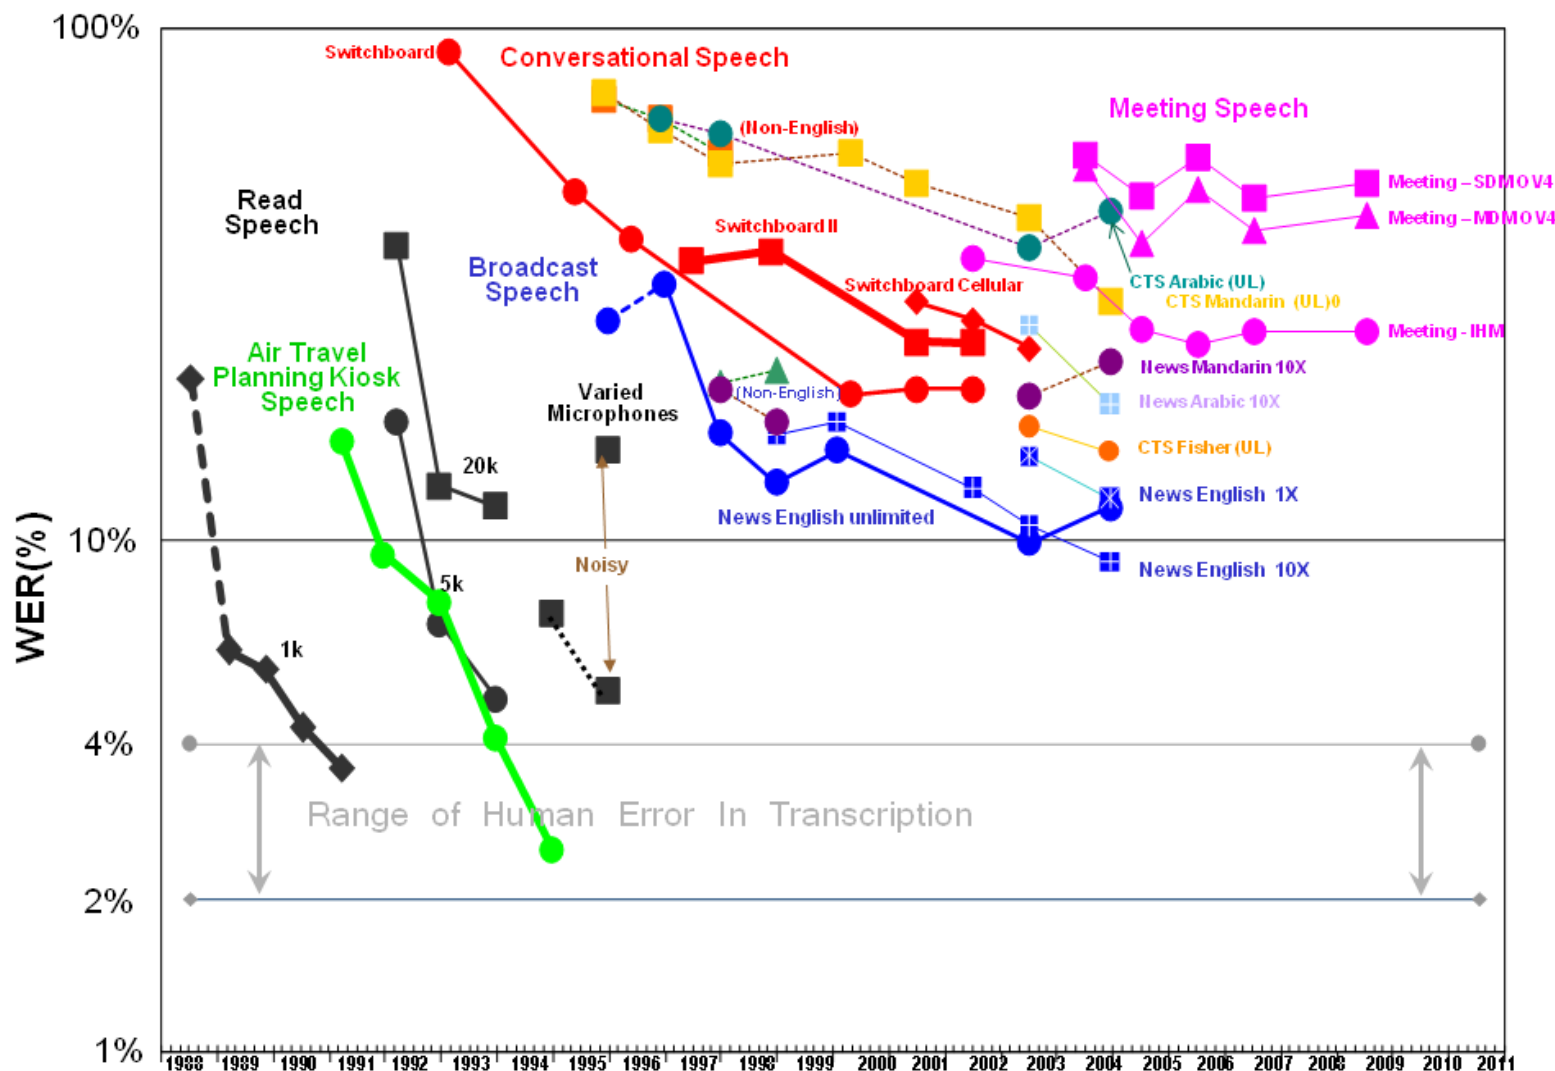 100%
Switchboard
Conversational Speech
Meeting Speech
(Non-English)
Read
Speech
Meeting – SDM OV4
Meeting – MDM OV4
Switchboard II
Broadcast
Speech
CTS Arabic (UL)
Switchboard Cellular
CTS Mandarin (UL)0
Meeting - IHM
Air Travel
Planning Kiosk
Speech
News Mandarin 10X
Varied
Microphones
(Non-English)
News Arabic 10X
CTS Fisher (UL)
20k
News English 1X
News English unlimited
10%
Noisy
News English 10X
5k
WER(%)
1k
4%
Range of Human Error In Transcription
2%
1%
1988 1989 1990 1991 1992 1993 1994 1995 1996 1997 1998 1999 2000 2001 2002 2003 2004 2005 2006 2007 2008 2009 2010 2011